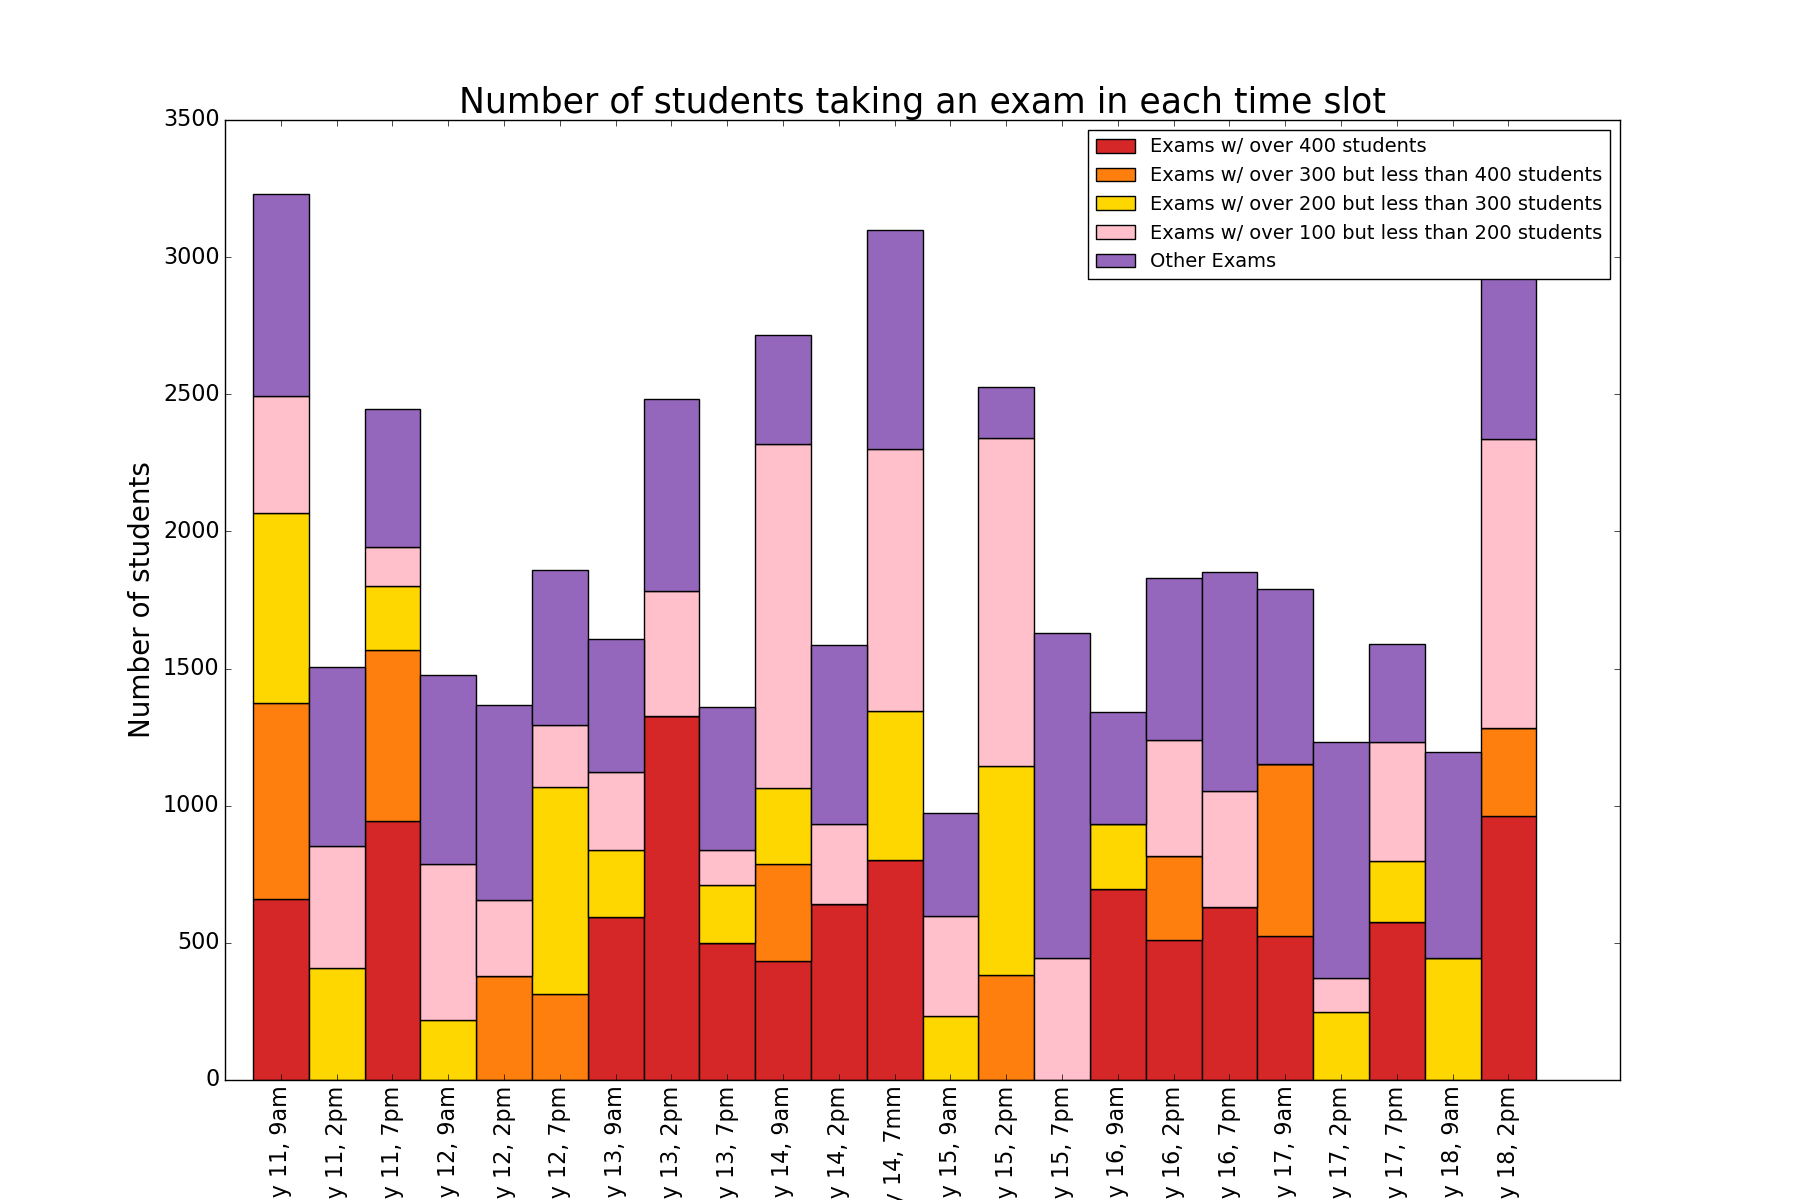 Number of students taking an exam in each time slot
Exams w/ over 400 students
Exams w/ over 300 but less than 400 students
Exams w/ over 200 but less than 300 students
Exams w/ over 100 but less than 200 students
Other Exams
Number of students
3500
3000
2500
2000
1500
1000
500
0
y 11, 9am
y 11, 2pm
y 11, 7pm
y 12, 9am
y 12, 2pm
y 12, 7pm
y 13, 9am
y 13, 2pm
y 13, 7pm
y 14, 9am
y 14, 2pm
y 14, 7mm
y 15, 9am
y 15, 2pm
y 15, 7pm
y 16, 9am
y 16, 2pm
y 16, 7pm
y 17, 9am
y 17, 2pm
y 17, 7pm
y 18, 9am
y 18, 2pm